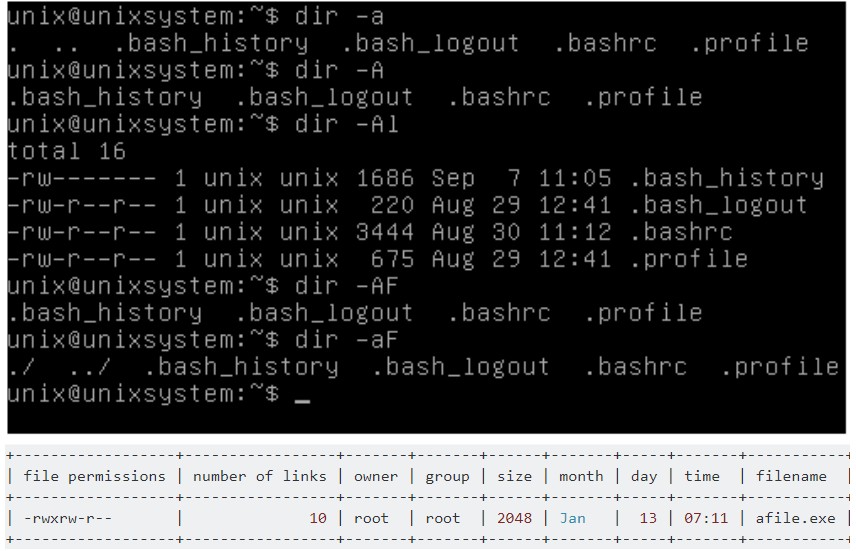 unix@unixsystem:~$ dir -a
.  ..  .bash_history  .bash_logout  .bashrc  .profile
unix@unixsystem:~$ dir -A
.bash_history  .bash_logout  .bashrc  .profile
unix@unixsystem:~$ dir -Al
total 16
-rw------- 1 unix unix 1686 Sep  7 11:05 .bash_history
-rw-r--r-- 1 unix unix  220 Aug 29 12:41 .bash_logout
-rw-r--r-- 1 unix unix 3444 Aug 30 11:12 .bashrc
-rw-r--r-- 1 unix unix  675 Aug 29 12:41 .profile
unix@unixsystem:~$ dir -AF
.bash_history  .bash_logout  .bashrc  .profile
unix@unixsystem:~$ dir -aF
./  ../  .bash_history  .bash_logout  .bashrc  .profile
unix@unixsystem:~$ _
+------------------+-----------------+-------+-------+------+-------+-----+-------+-----------+
| file permissions | number of links | owner | group | size | month | day | time  | filename  |
+------------------+-----------------+-------+-------+------+-------+-----+-------+-----------+
| -rwxrw-r--       |              10 | root  | root  | 2048 | Jan   |  13 | 07:11 | afile.exe |
+------------------+-----------------+-------+-------+------+-------+-----+-------+-----------+